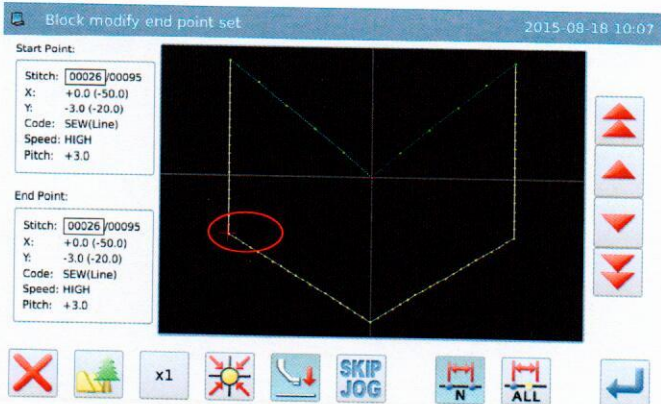 Block modify end point set
2015-08-18 10:07
Start Point:
Stitch: 00026/00095
X: +0.0 (-50.0)
Y: -3.0 (-20.0)
Code: SEW(Line)
Speed: HIGH
Pitch: +3.0
End Point:
Stitch: 00026/00095
X: +0.0 (-50.0)
Y: -3.0 (-20.0)
Code: SEW(Line)
Speed: HIGH
Pitch: +3.0
x1
SKIP
JOG
N
ALL